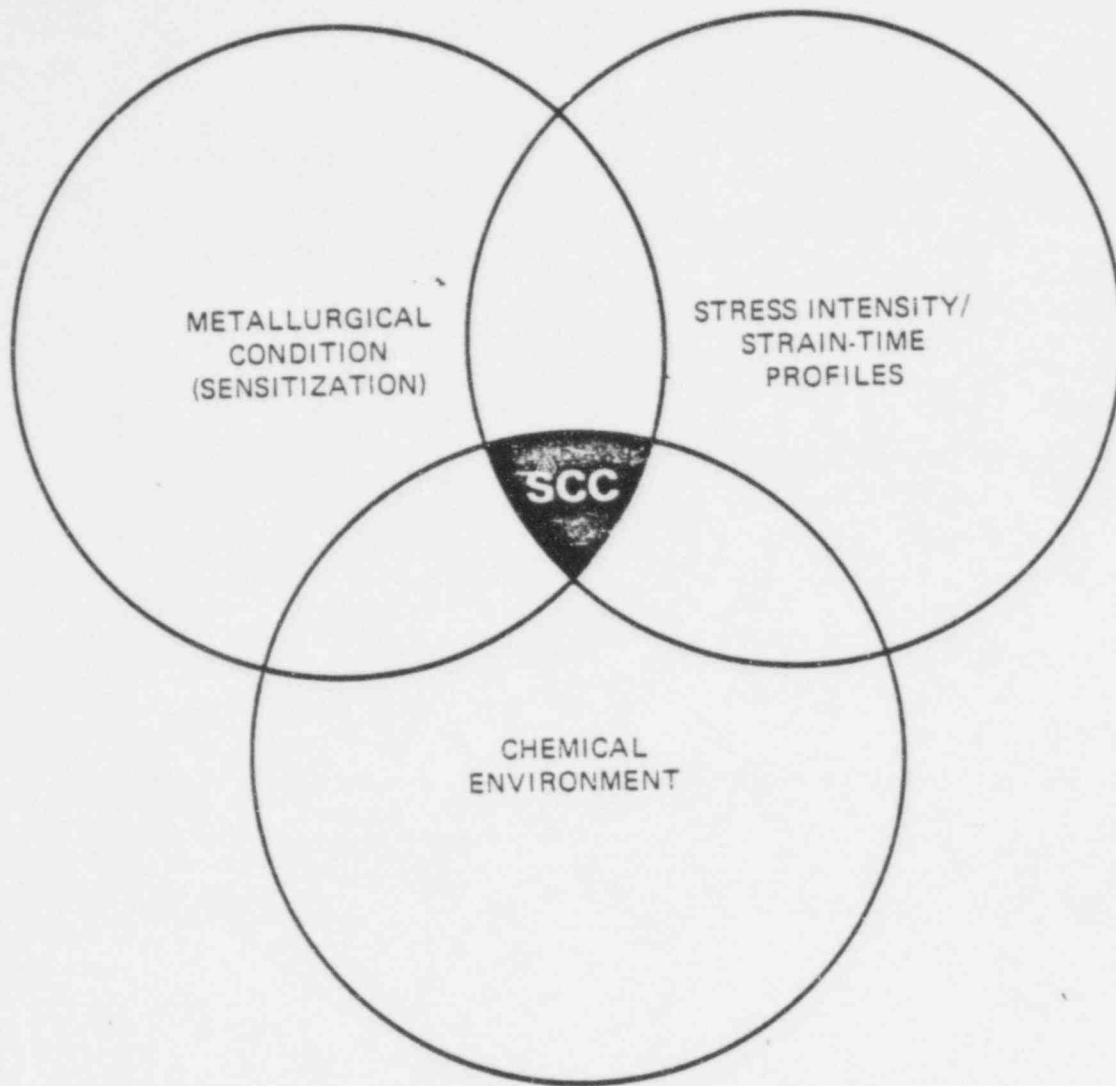 METALLURGICAL
CONDITION
(SENSITIZATION)
STRESS INTENSITY/
STRAIN-TIME
PROFILES
SCC
CHEMICAL
ENVIRONMENT